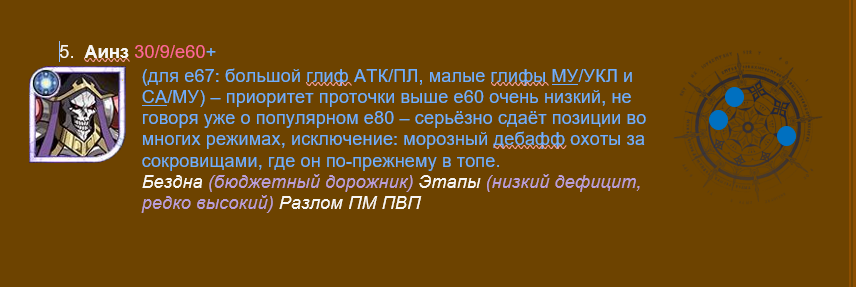 5. Аинз 30/9/е60+
(для е67: большой глиф АТК/ПЛ, малые глифы МУ/УКЛ и
СА/МУ) – приоритет проточки выше е60 очень низкий, не
говоря уже о популярном е80 – серьёзно сдаёт позиции во
многих режимах, исключение: морозный дебафф охоты за
сокровищами, где он по-прежнему в топе.
Бездна (бюджетный дорожник) Этапы (низкий дефицит,
редко высокий) Разлом ПМ ПВП